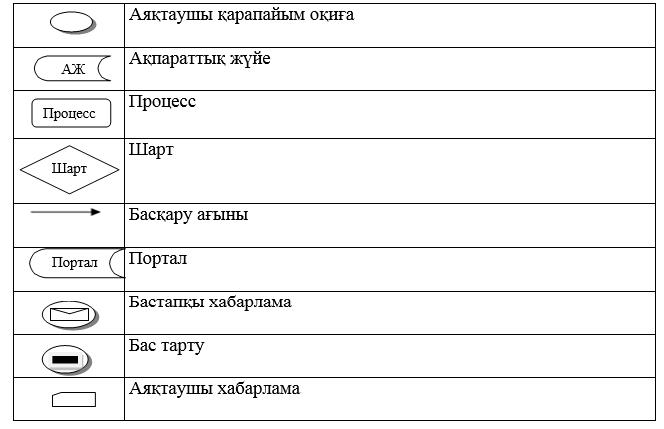 Аяқтаушы қарапайым оқиға
АЖ
Ақпараттық жүйе
Процесс
Процесс
Шарт
Шарт
Басқару ағыны
Портал
Портал
Бастапқы хабарлама
Бас тарту
Аяқтаушы хабарлама